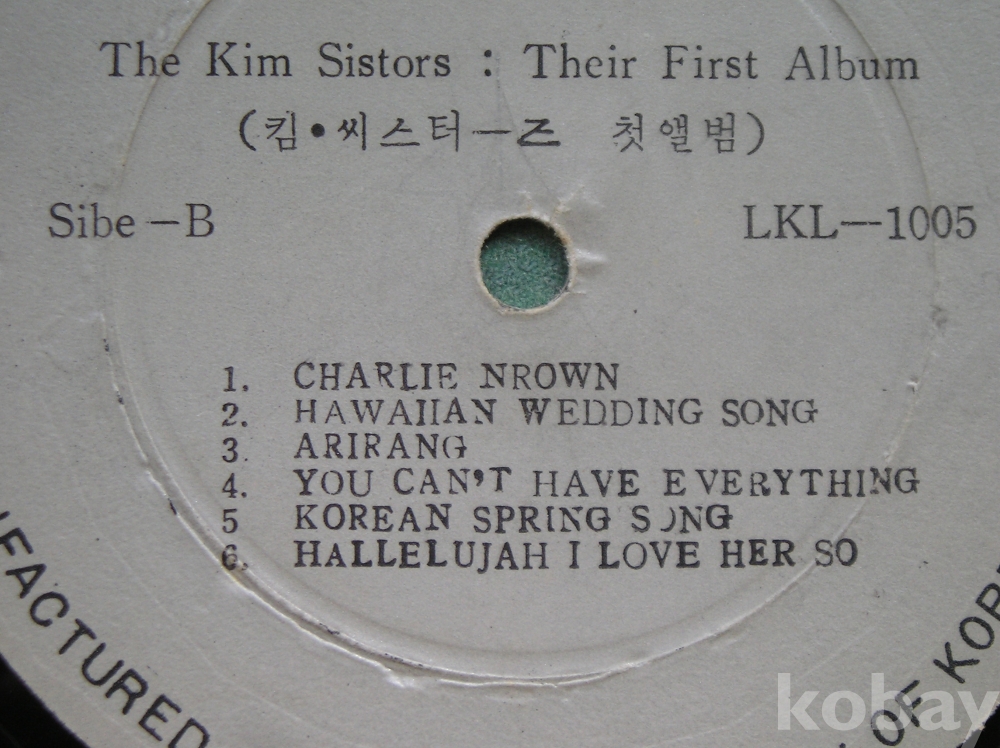 The Kim Sistors : Their First Album
(킴•씨스터—즈 첫앨범)
Sibe—B
LKL—1005
1. CHARLIE NROWN
2. HAWAIIAN WEDDING SONG
3. ARIRANG
4. YOU CAN'T HAVE EVERYTHING
5 KOREAN SPRING SONG
6. HALLELUJAH I LOVE HER SO
FACTURED
OF KOR
kobay